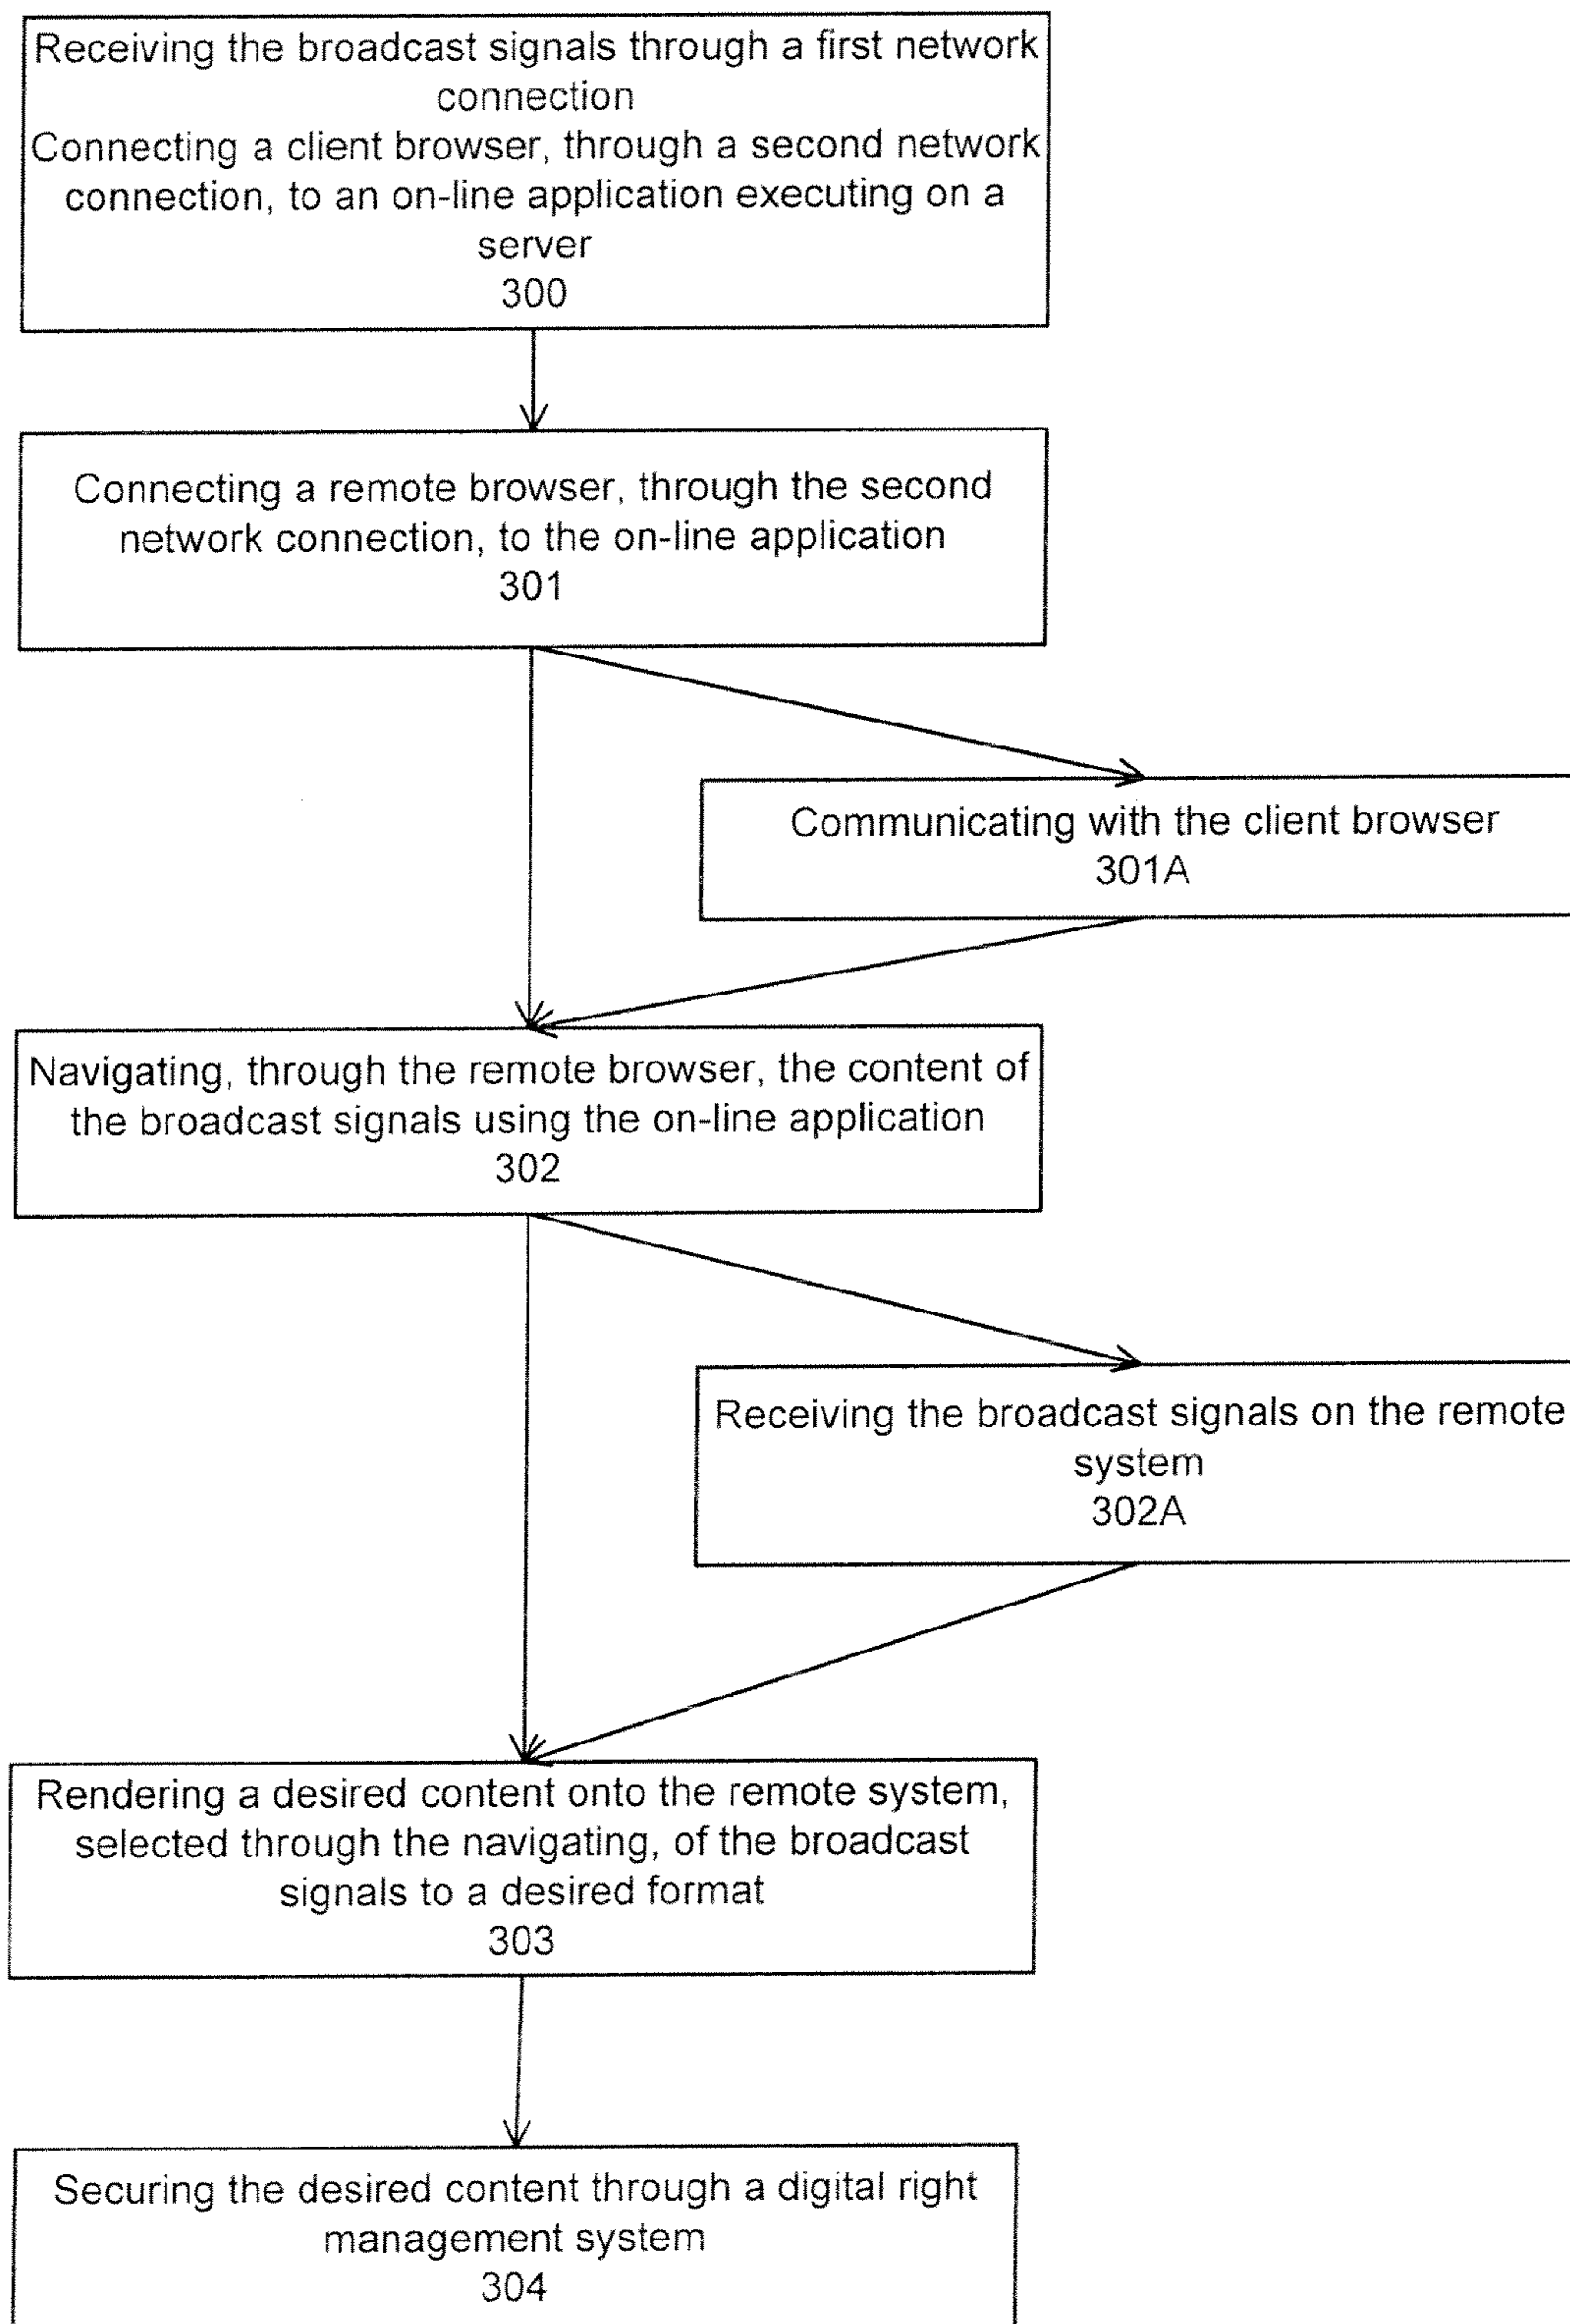 Receiving the broadcast signals through a first network
connection
Connecting a client browser, through a second network
connection, to an on-line application executing on a
server
300
Connecting a remote browser, through the second
network connection, to the on-line application
301
Communicating with the client browser
301A
Navigating, through the remote browser, the content of
the broadcast signals using the on-line application
302
Receiving the broadcast signals on the remote
system
302A
Rendering a desired content onto the remote system,
selected through the navigating, of the broadcast
signals to a desired format
303
Securing the desired content through a digital right
management system
304